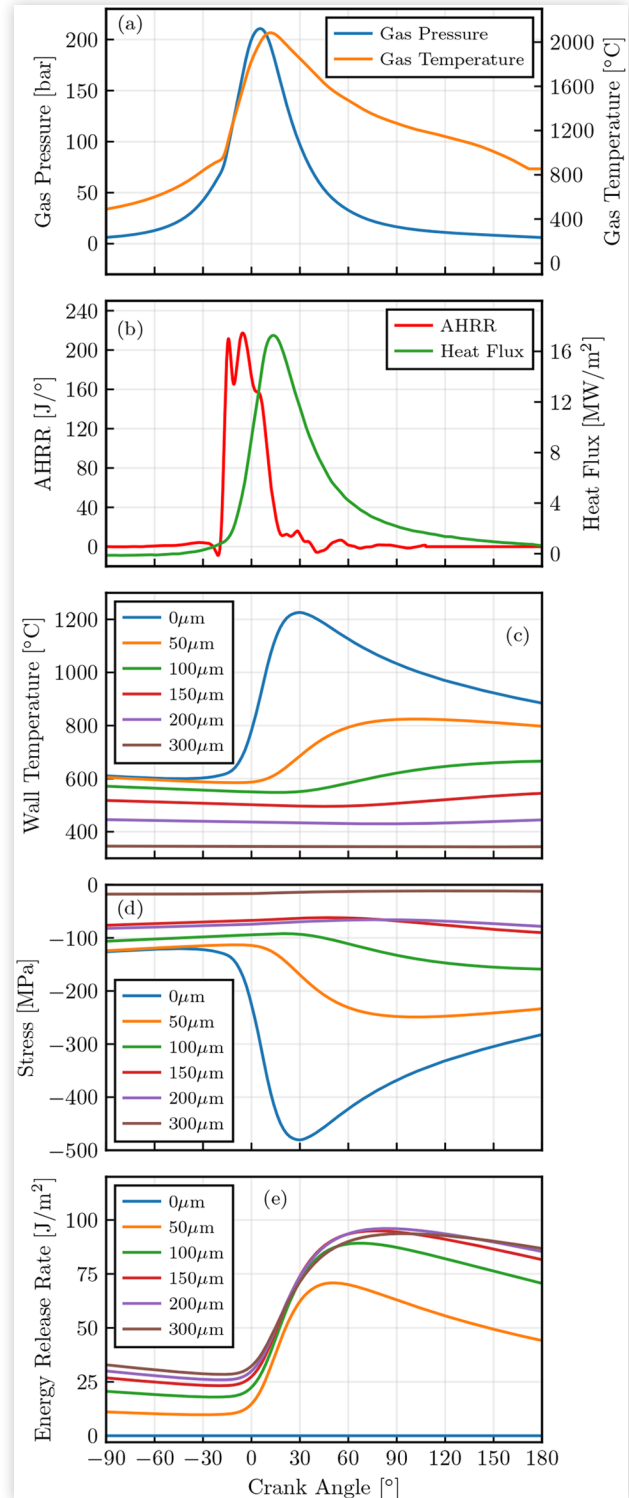 (a)
Gas Pressure
Gas Temperature
200
150
100
50
0
Gas Pressure [bar]
2000
1600
1200
800
400
0
Gas Temperature [°C]
(b)
AHRR
Heat Flux
240
200
160
120
80
40
0
AHRR [J/°]
16
12
8
4
0
Heat Flux [MW/m²]
(c)
0μm
50μm
100μm
150μm
200μm
300μm
1200
1000
800
600
400
Wall Temperature [°C]
(d)
0μm
50μm
100μm
150μm
200μm
300μm
0
−100
−200
−300
−400
−500
Stress [MPa]
(e)
0μm
50μm
100μm
150μm
200μm
300μm
100
75
50
25
0
Energy Release Rate [J/m²]
−90 −60 −30 0 30 60 90 120 150 180
Crank Angle [°]